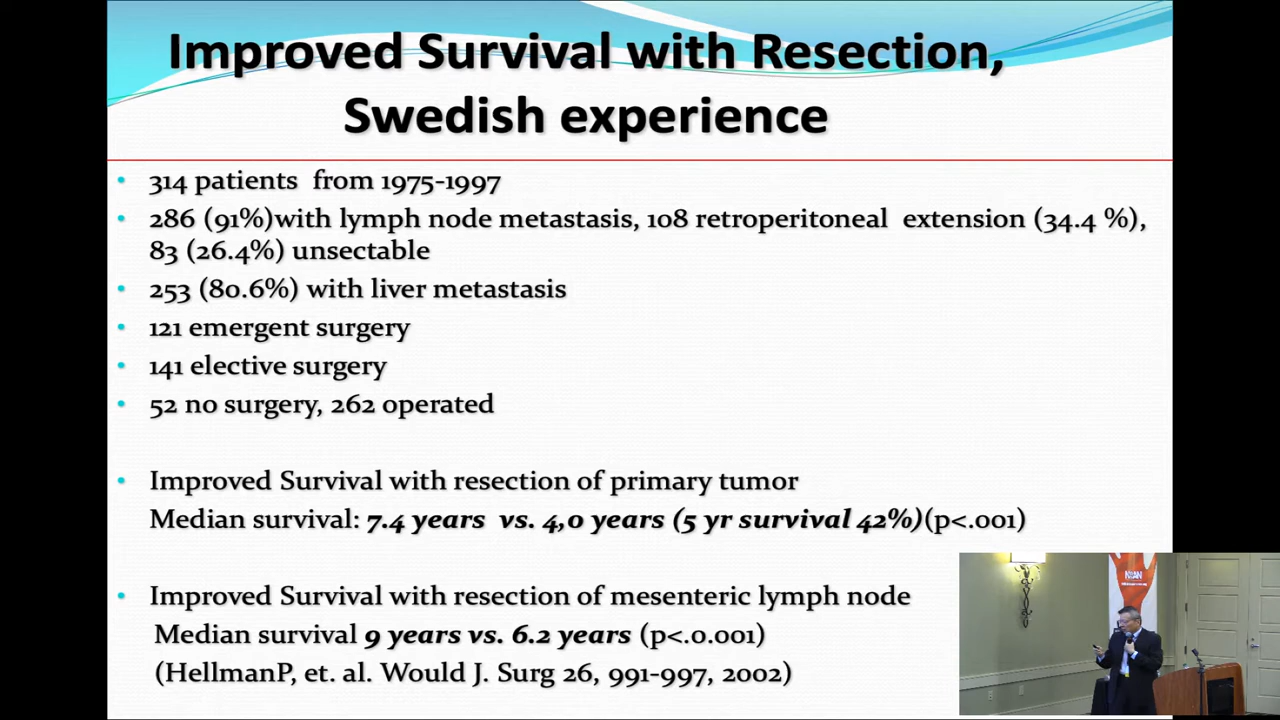 Improved Survival with Resection,
Swedish experience
• 314 patients from 1975-1997
• 286 (91%)with lymph node metastasis, 108 retroperitoneal extension (34.4 %),
83 (26.4%) unsectable
• 253 (80.6%) with liver metastasis
• 121 emergent surgery
• 141 elective surgery
• 52 no surgery, 262 operated
• Improved Survival with resection of primary tumor
Median survival: 7.4 years vs. 4,0 years (5 yr survival 42%)(p<.001)
• Improved Survival with resection of mesenteric lymph node
Median survival 9 years vs. 6.2 years (p<.0.001)
(HellmanP, et. al. Would J. Surg 26, 991-997, 2002)